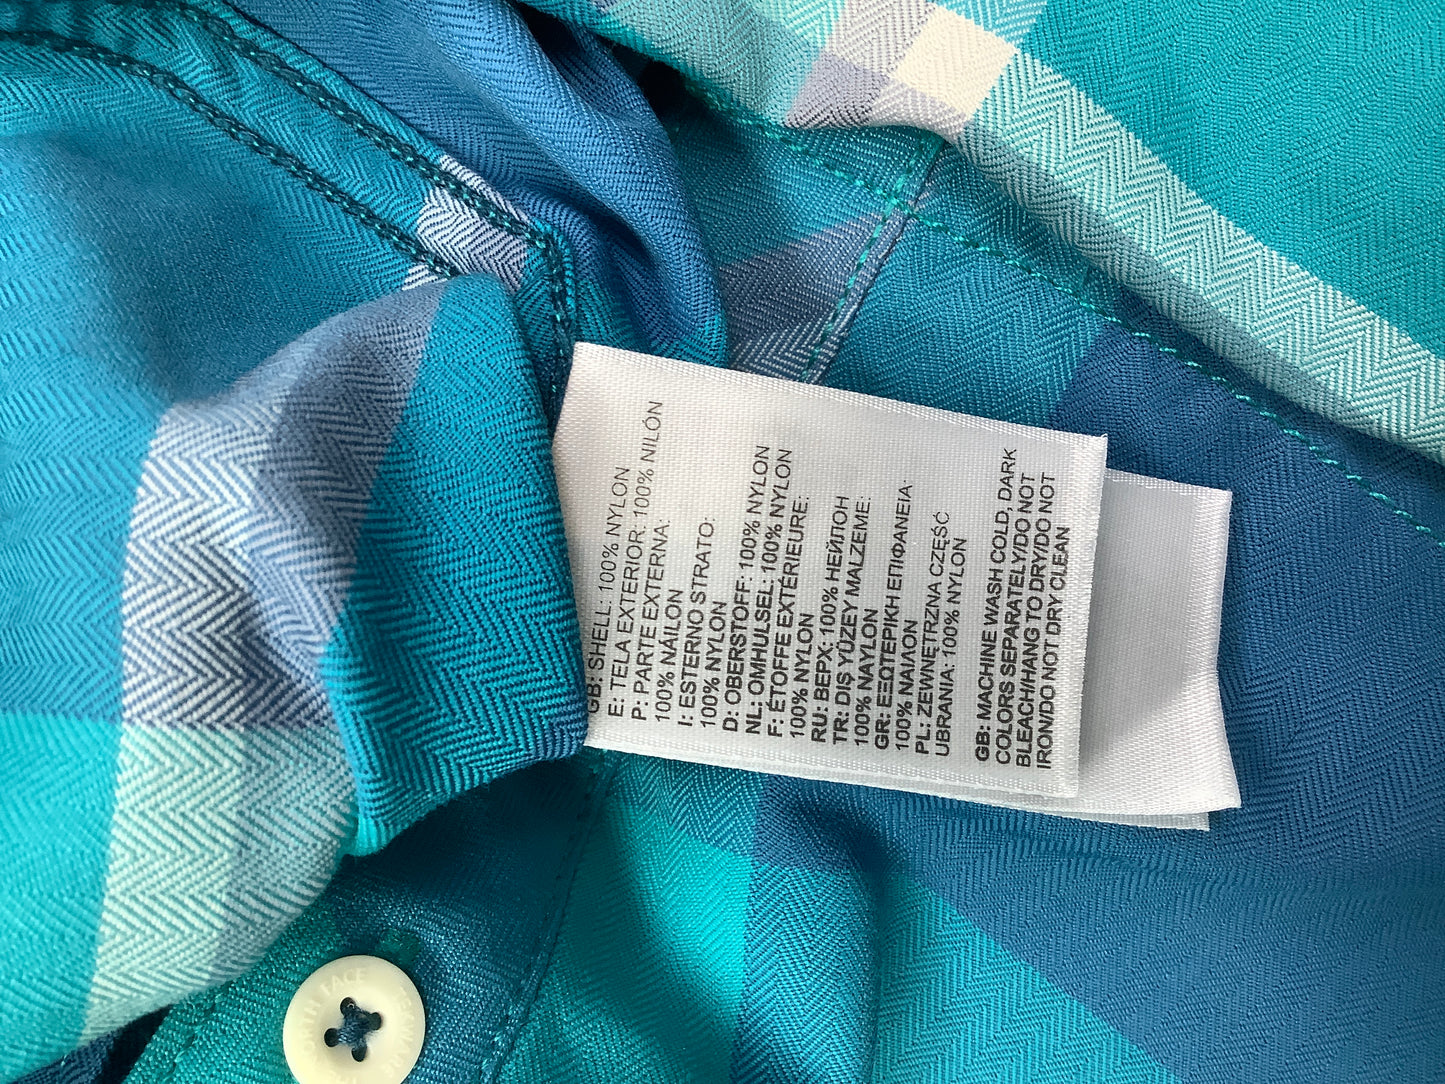 GB: SHELL: 100% NYLON
E: TELA EXTERIOR: 100% NILÓN
P: PARTE EXTERNA:
100% NÁILON
I: ESTERNO STRATO:
100% NYLON
D: OBERSTOFF: 100% NYLON
NL: OMHULSEL: 100% NYLON
F: ÉTOFFE EXTÉRIEURE:
100% NYLON
RU: ВЕРХ: 100% НЕЙЛОН
TR: DIŞ YÜZEY MALZEME:
100% NAYLON
GR: ΕΞΩΤΕΡΙΚΗ ΕΠΙΦΑΝΕΙΑ:
100% ΝΑΙΛΟΝ
PL: ZEWNĘTRZNA CZĘŚĆ
UBRANIA: 100% NYLON
GB: MACHINE WASH COLD, DARK
COLORS SEPARATELY/DO NOT
BLEACH/HANG TO DRY/DO NOT
IRON/DO NOT DRY CLEAN
FACE